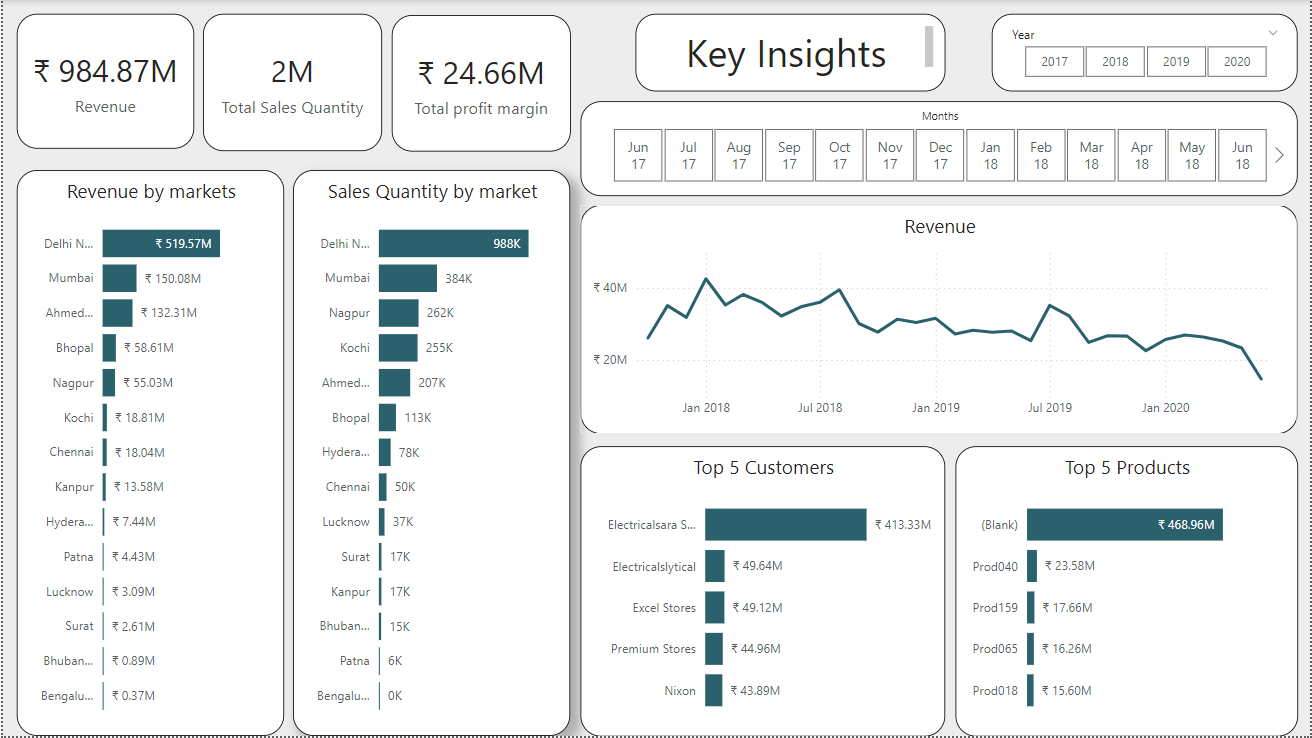 ₹ 984.87M
Revenue
2M
Total Sales Quantity
₹ 24.66M
Total profit margin
Key Insights
Year
2017 2018 2019 2020
Months
Jun 17 Jul 17 Aug 17 Sep 17 Oct 17 Nov 17 Dec 17 Jan 18 Feb 18 Mar 18 Apr 18 May 18 Jun 18
Revenue by markets
Delhi N... ₹ 519.57M
Mumbai ₹ 150.08M
Ahmed... ₹ 132.31M
Bhopal ₹ 58.61M
Nagpur ₹ 55.03M
Kochi ₹ 18.81M
Chennai ₹ 18.04M
Kanpur ₹ 13.58M
Hydera... ₹ 7.44M
Patna ₹ 4.43M
Lucknow ₹ 3.09M
Surat ₹ 2.61M
Bhuban... ₹ 0.89M
Bengalu... ₹ 0.37M
Sales Quantity by market
Delhi N... 988K
Mumbai 384K
Nagpur 262K
Kochi 255K
Ahmed... 207K
Bhopal 113K
Hydera... 78K
Chennai 50K
Lucknow 37K
Surat 17K
Kanpur 17K
Bhuban... 15K
Patna 6K
Bengalu... 0K
Revenue
₹ 40M
₹ 20M
Jan 2018 Jul 2018 Jan 2019 Jul 2019 Jan 2020
Top 5 Customers
Electricalsara S... ₹ 413.33M
Electricalslytical ₹ 49.64M
Excel Stores ₹ 49.12M
Premium Stores ₹ 44.96M
Nixon ₹ 43.89M
Top 5 Products
(Blank) ₹ 468.96M
Prod040 ₹ 23.58M
Prod159 ₹ 17.66M
Prod065 ₹ 16.26M
Prod018 ₹ 15.60M